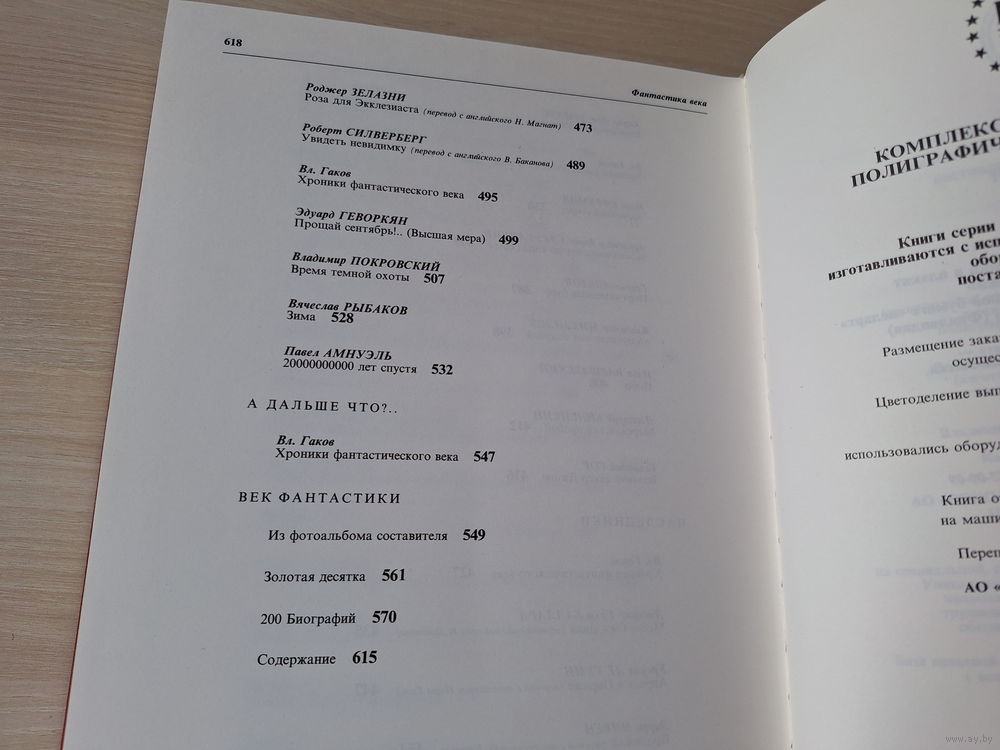 618
Фантастика века
Роджер ЗЕЛАЗНИ
Роза для Экклезиаста (перевод с английского Н. Магнат) 473
Роберт СИЛВЕРБЕРГ
Увидеть невидимку (перевод с английского В. Баканова) 489
Вл. Гаков
Хроники фантастического века 495
Эдуард ГЕВОРКЯН
Прощай сентябрь!.. (Высшая мера) 499
Владимир ПОКРОВСКИЙ
Время темной охоты 507
Вячеслав РЫБАКОВ
Зима 528
Павел АМНУЭЛЬ
20000000000 лет спустя 532
А ДАЛЬШЕ ЧТО?..
Вл. Гаков
Хроники фантастического века 547
ВЕК ФАНТАСТИКИ
Из фотоальбома составителя 549
Золотая десятка 561
200 Биографий 570
Содержание 615
КОМПЛЕКС
ПОЛИГРАФИЧ
Книги серии
изготавливаются с исп
обо
поста
Размещение зака
осущес
Цветоделение вып
использовались оборуд
Книга о
на маши
Переп
АО «
www.ay.by